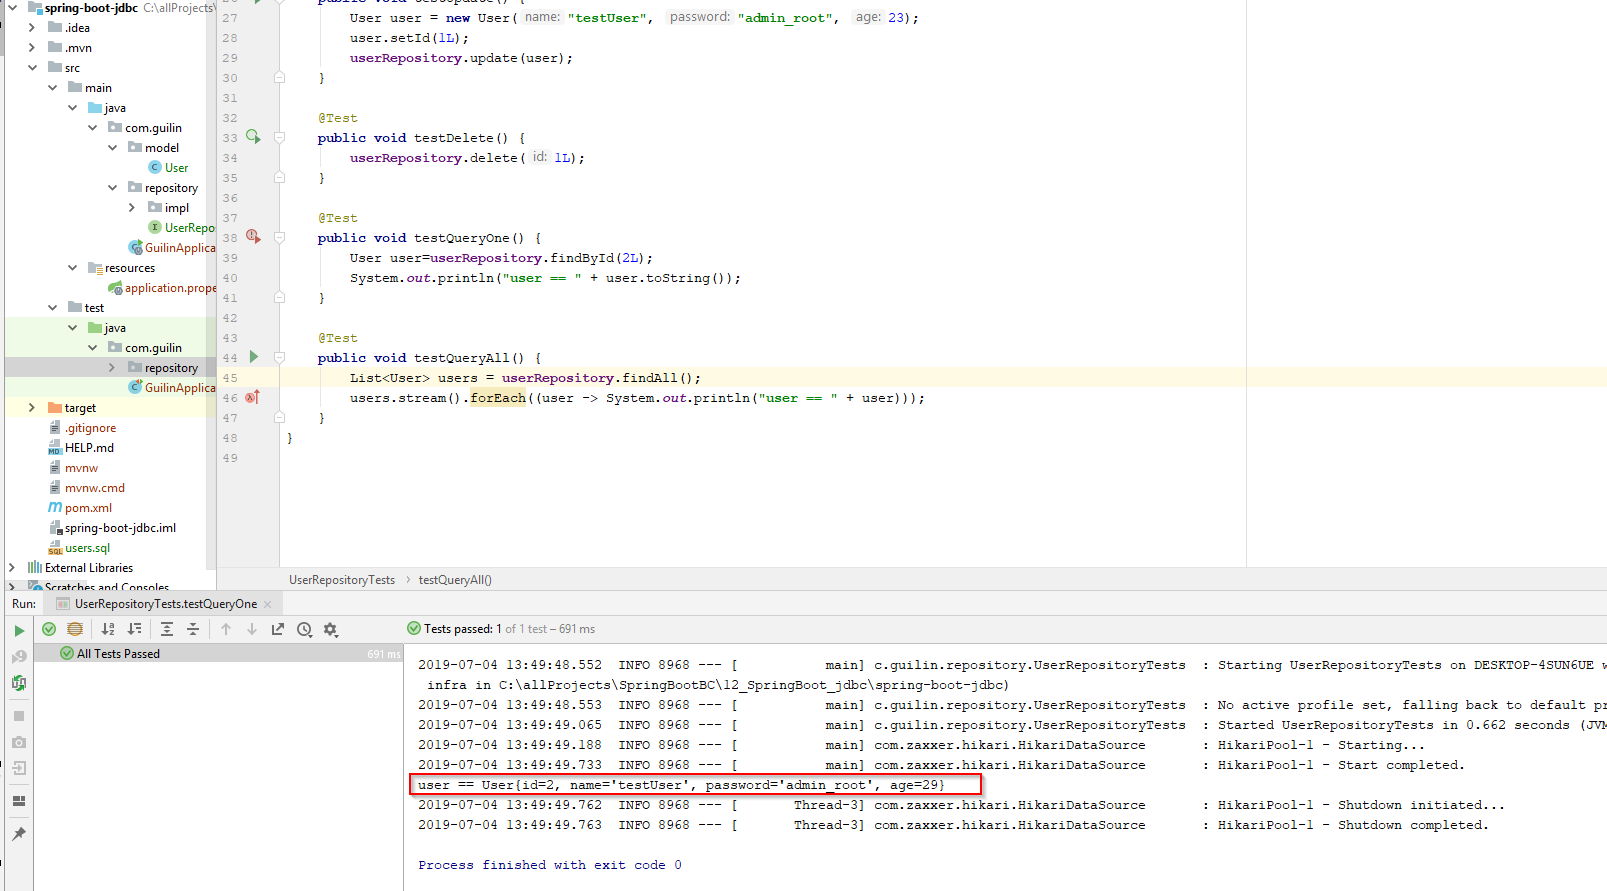 spring-boot-jdbc C:\allProjects\
.idea
.mvn
src
main
java
com.guilin
model
C User
repository
impl
I UserRepo
GuilinApplica
resources
application.prope
test
java
com.guilin
repository
GuilinApplica
target
.gitignore
MD HELP.md
mvnw
mvnw.cmd
m pom.xml
spring-boot-jdbc.iml
SQL users.sql
External Libraries
Scratches and Consoles
27 User user = new User( name: "testUser", password: "admin_root", age: 23);
28 user.setId(1L);
29 userRepository.update(user);
30 }
31
32 @Test
33 public void testDelete() {
34 userRepository.delete( id: 1L);
35 }
36
37 @Test
38 public void testQueryOne() {
39 User user=userRepository.findById(2L);
40 System.out.println("user == " + user.toString());
41 }
42
43 @Test
44 public void testQueryAll() {
45 List<User> users = userRepository.findAll();
46 users.stream().forEach((user -> System.out.println("user == " + user)));
47 }
48 }
49
UserRepositoryTests › testQueryAll()
Run: UserRepositoryTests.testQueryOne ×
Tests passed: 1 of 1 test – 691 ms
All Tests Passed 691 ms
2019-07-04 13:49:48.552 INFO 8968 --- [ main] c.guilin.repository.UserRepositoryTests : Starting UserRepositoryTests on DESKTOP-4SUN6UE w
infra in C:\allProjects\SpringBootBC\12_SpringBoot_jdbc\spring-boot-jdbc)
2019-07-04 13:49:48.553 INFO 8968 --- [ main] c.guilin.repository.UserRepositoryTests : No active profile set, falling back to default pr
2019-07-04 13:49:49.065 INFO 8968 --- [ main] c.guilin.repository.UserRepositoryTests : Started UserRepositoryTests in 0.662 seconds (JVM
2019-07-04 13:49:49.188 INFO 8968 --- [ main] com.zaxxer.hikari.HikariDataSource : HikariPool-1 - Starting...
2019-07-04 13:49:49.733 INFO 8968 --- [ main] com.zaxxer.hikari.HikariDataSource : HikariPool-1 - Start completed.
user == User{id=2, name='testUser', password='admin_root', age=29}
2019-07-04 13:49:49.762 INFO 8968 --- [ Thread-3] com.zaxxer.hikari.HikariDataSource : HikariPool-1 - Shutdown initiated...
2019-07-04 13:49:49.763 INFO 8968 --- [ Thread-3] com.zaxxer.hikari.HikariDataSource : HikariPool-1 - Shutdown completed.
Process finished with exit code 0